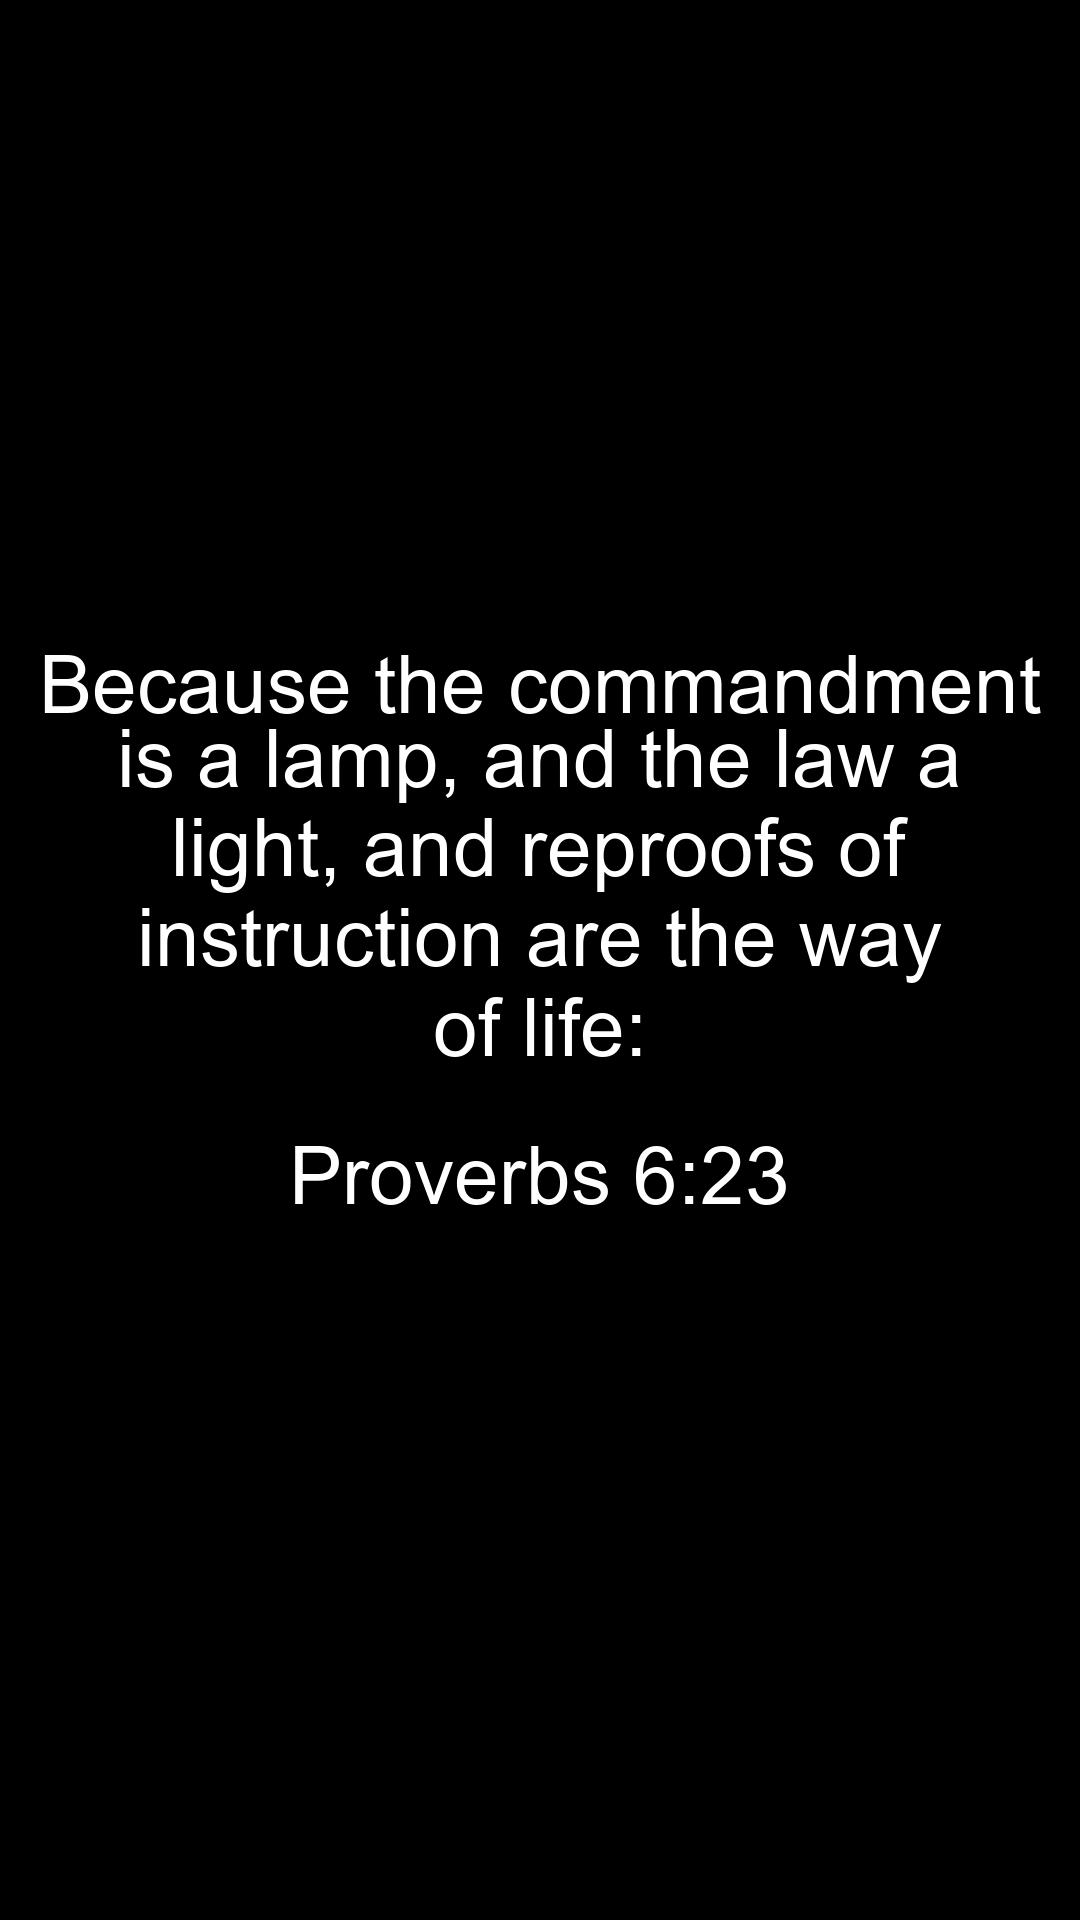 Because the commandment
is a lamp, and the law a
light, and reproofs of
instruction are the way
of life:
Proverbs 6:23